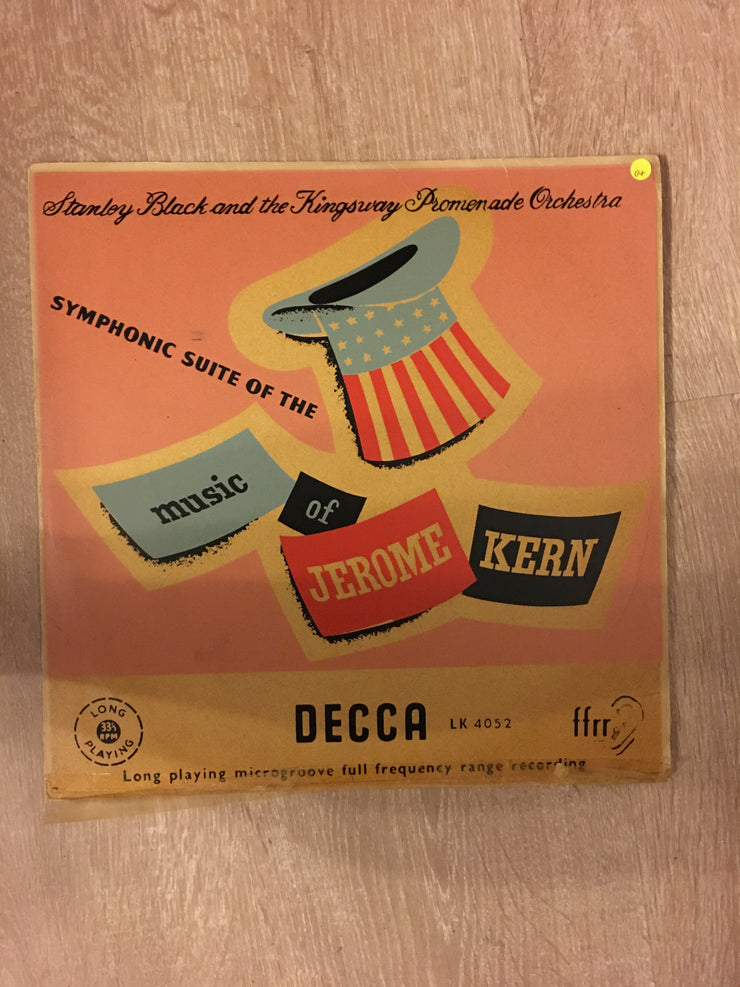 Stanley Black and the Kingsway Promenade Orchestra
SYMPHONIC SUITE OF THE
music
of
JEROME
KERN
LONG
33⅓
RPM
PLAYING
DECCA LK 4052 ffrr
Long playing microgroove full frequency range recording